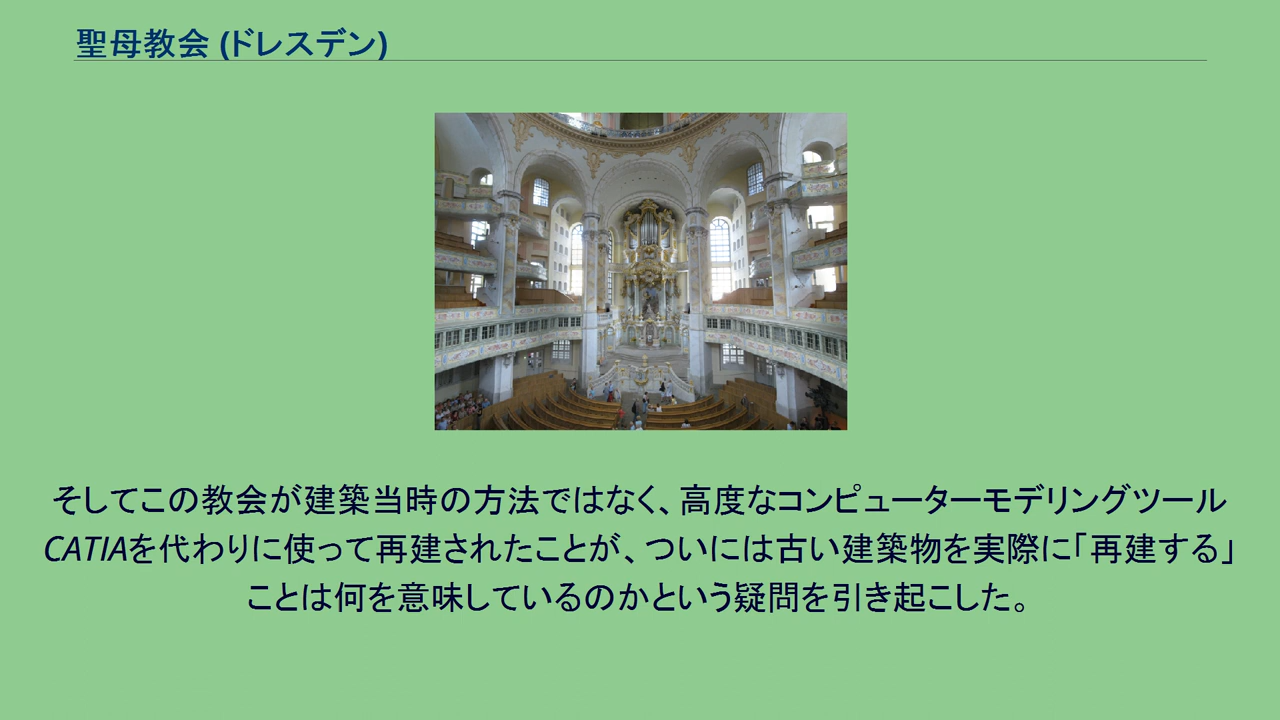 聖母教会 (ドレスデン)
そしてこの教会が建築当時の方法ではなく、高度なコンピューターモデリングツール
CATIAを代わりに使って再建されたことが、ついには古い建築物を実際に「再建する」
ことは何を意味しているのかという疑問を引き起こした。